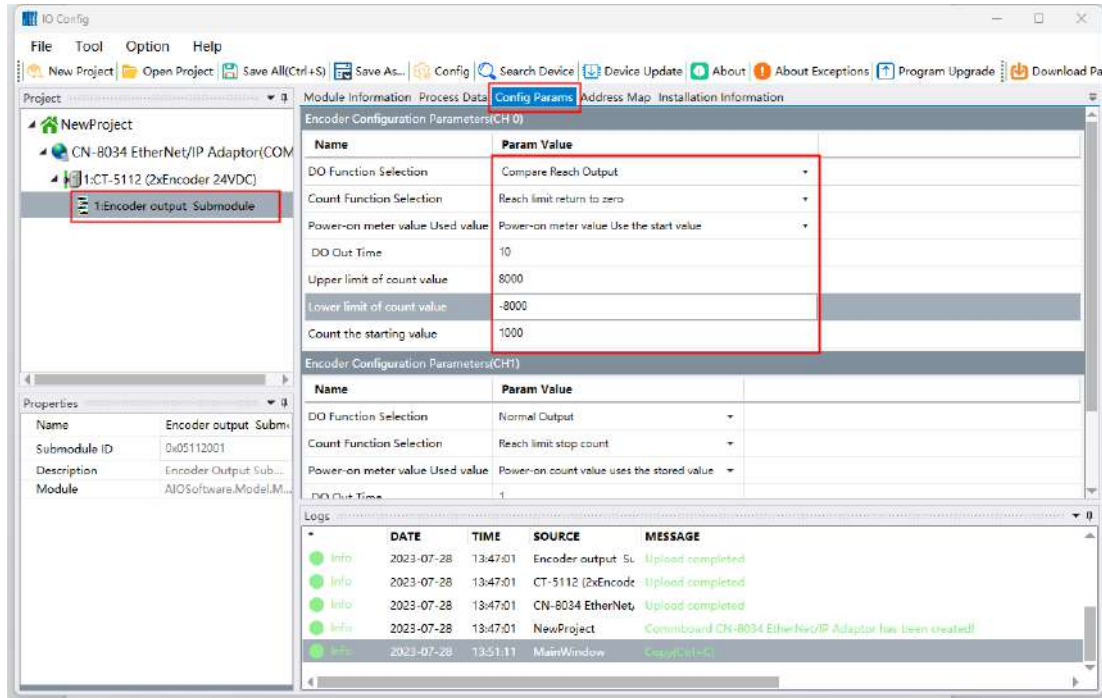 IO Config
File Tool Option Help
New Project Open Project Save All(Ctrl+S) Save As... Config Search Device Device Update About About Exceptions Program Upgrade Download Pa
Project
NewProject
CN-8034 EtherNet/IP Adaptor(COM
1:CT-5112 (2xEncoder 24VDC)
1:Encoder output Submodule
Properties
Name Encoder output Subm
Submodule ID 0x05112001
Description Encoder Output Sub...
Module AIOSoftware.Model.M...
Module Information Process Data Config Params Address Map Installation Information
Encoder Configuration Parameters(CH 0)
Name Param Value
DO Function Selection Compare Reach Output
Count Function Selection Reach limit return to zero
Power-on meter value Used value Power-on meter value Use the start value
DO Out Time 10
Upper limit of count value 8000
Lower limit of count value -8000
Count the starting value 1000
Encoder Configuration Parameters(CH1)
Name Param Value
DO Function Selection Normal Output
Count Function Selection Reach limit stop count
Power-on meter value Used value Power-on count value uses the stored value
DO Out Time 1
Logs
* DATE TIME SOURCE MESSAGE
Info 2023-07-28 13:47:01 Encoder output Su Upload completed
Info 2023-07-28 13:47:01 CT-5112 (2xEncode Upload completed
Info 2023-07-28 13:47:01 CN-8034 EtherNet/ Upload completed
Info 2023-07-28 13:47:01 NewProject Commboard CN-8034 EtherNet/IP Adaptor has been created!
Info 2023-07-28 13:51:11 MainWindow Copy(Ctrl+C)